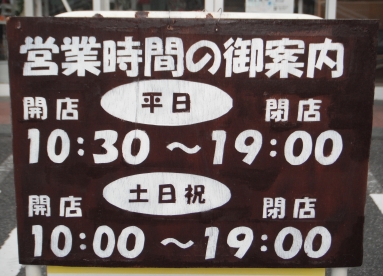 営業時間の御案内
開店 平日 閉店
10:30 ～ 19:00
開店 土日祝 閉店
10:00 ～ 19:00